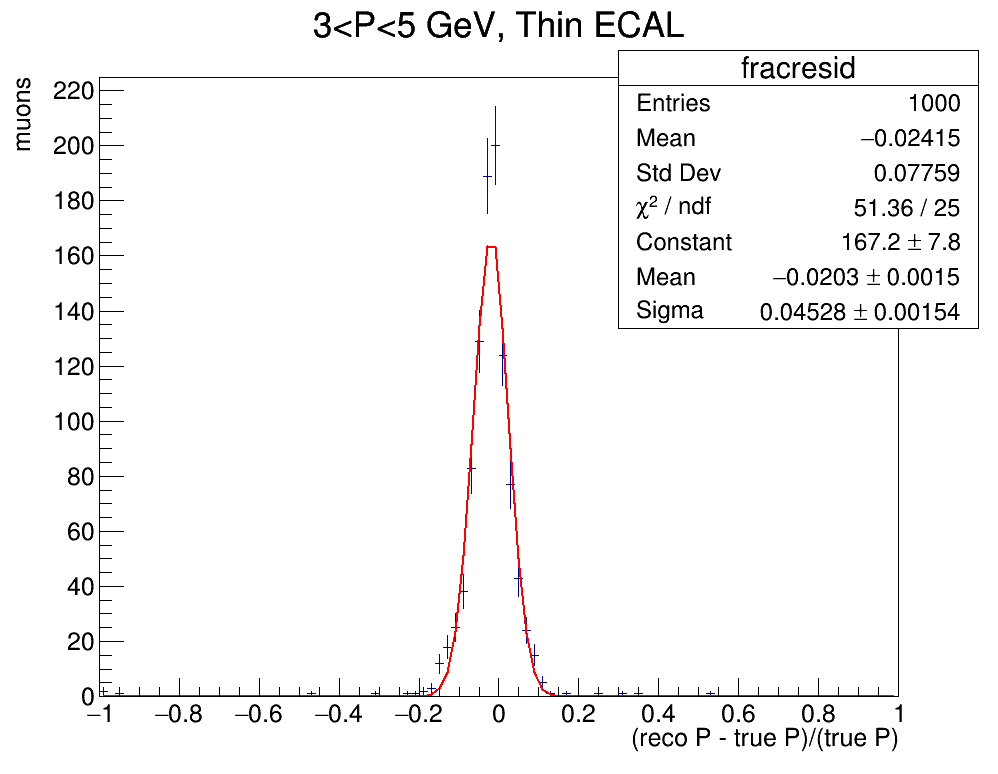 3<P<5 GeV, Thin ECAL
fracresid
Entries 1000
Mean −0.02415
Std Dev 0.07759
χ² / ndf 51.36 / 25
Constant 167.2 ± 7.8
Mean −0.0203 ± 0.0015
Sigma 0.04528 ± 0.00154
muons
220
200
180
160
140
120
100
80
60
40
20
0
−1 −0.8 −0.6 −0.4 −0.2 0 0.2 0.4 0.6 0.8 1
(reco P - true P)/(true P)